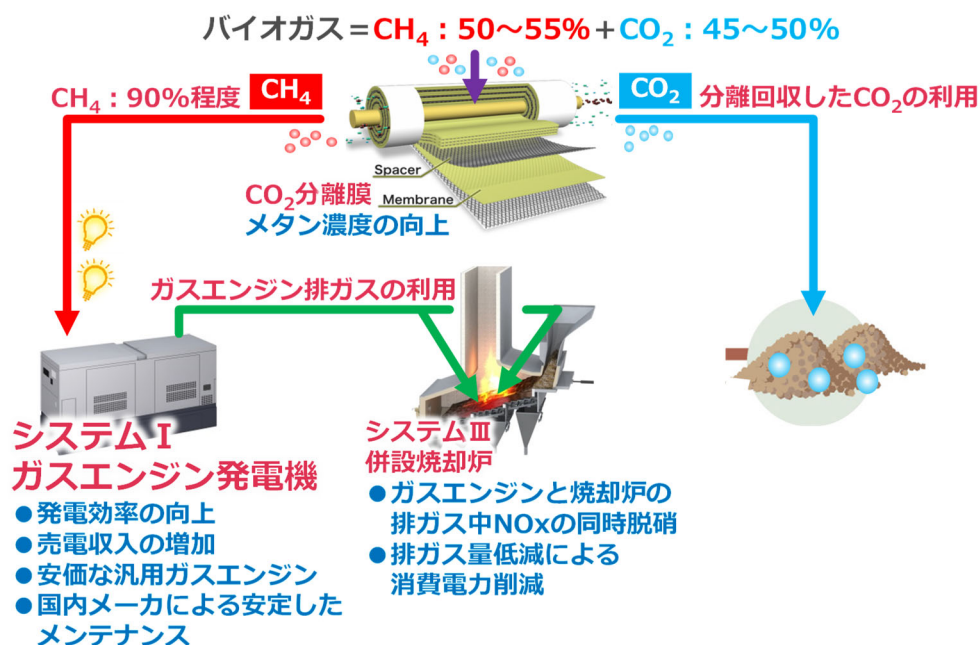 バイオガス＝CH₄：50～55%＋CO₂：45～50%
CH₄：90%程度
CH₄
CO₂
分離回収したCO₂の利用
Spacer
Membrane
CO₂分離膜
メタン濃度の向上
ガスエンジン排ガスの利用
システムⅠ
ガスエンジン発電機
●発電効率の向上
●売電収入の増加
●安価な汎用ガスエンジン
●国内メーカによる安定した
メンテナンス
システムⅢ
併設焼却炉
●ガスエンジンと焼却炉の
排ガス中NOxの同時脱硝
●排ガス量低減による
消費電力削減